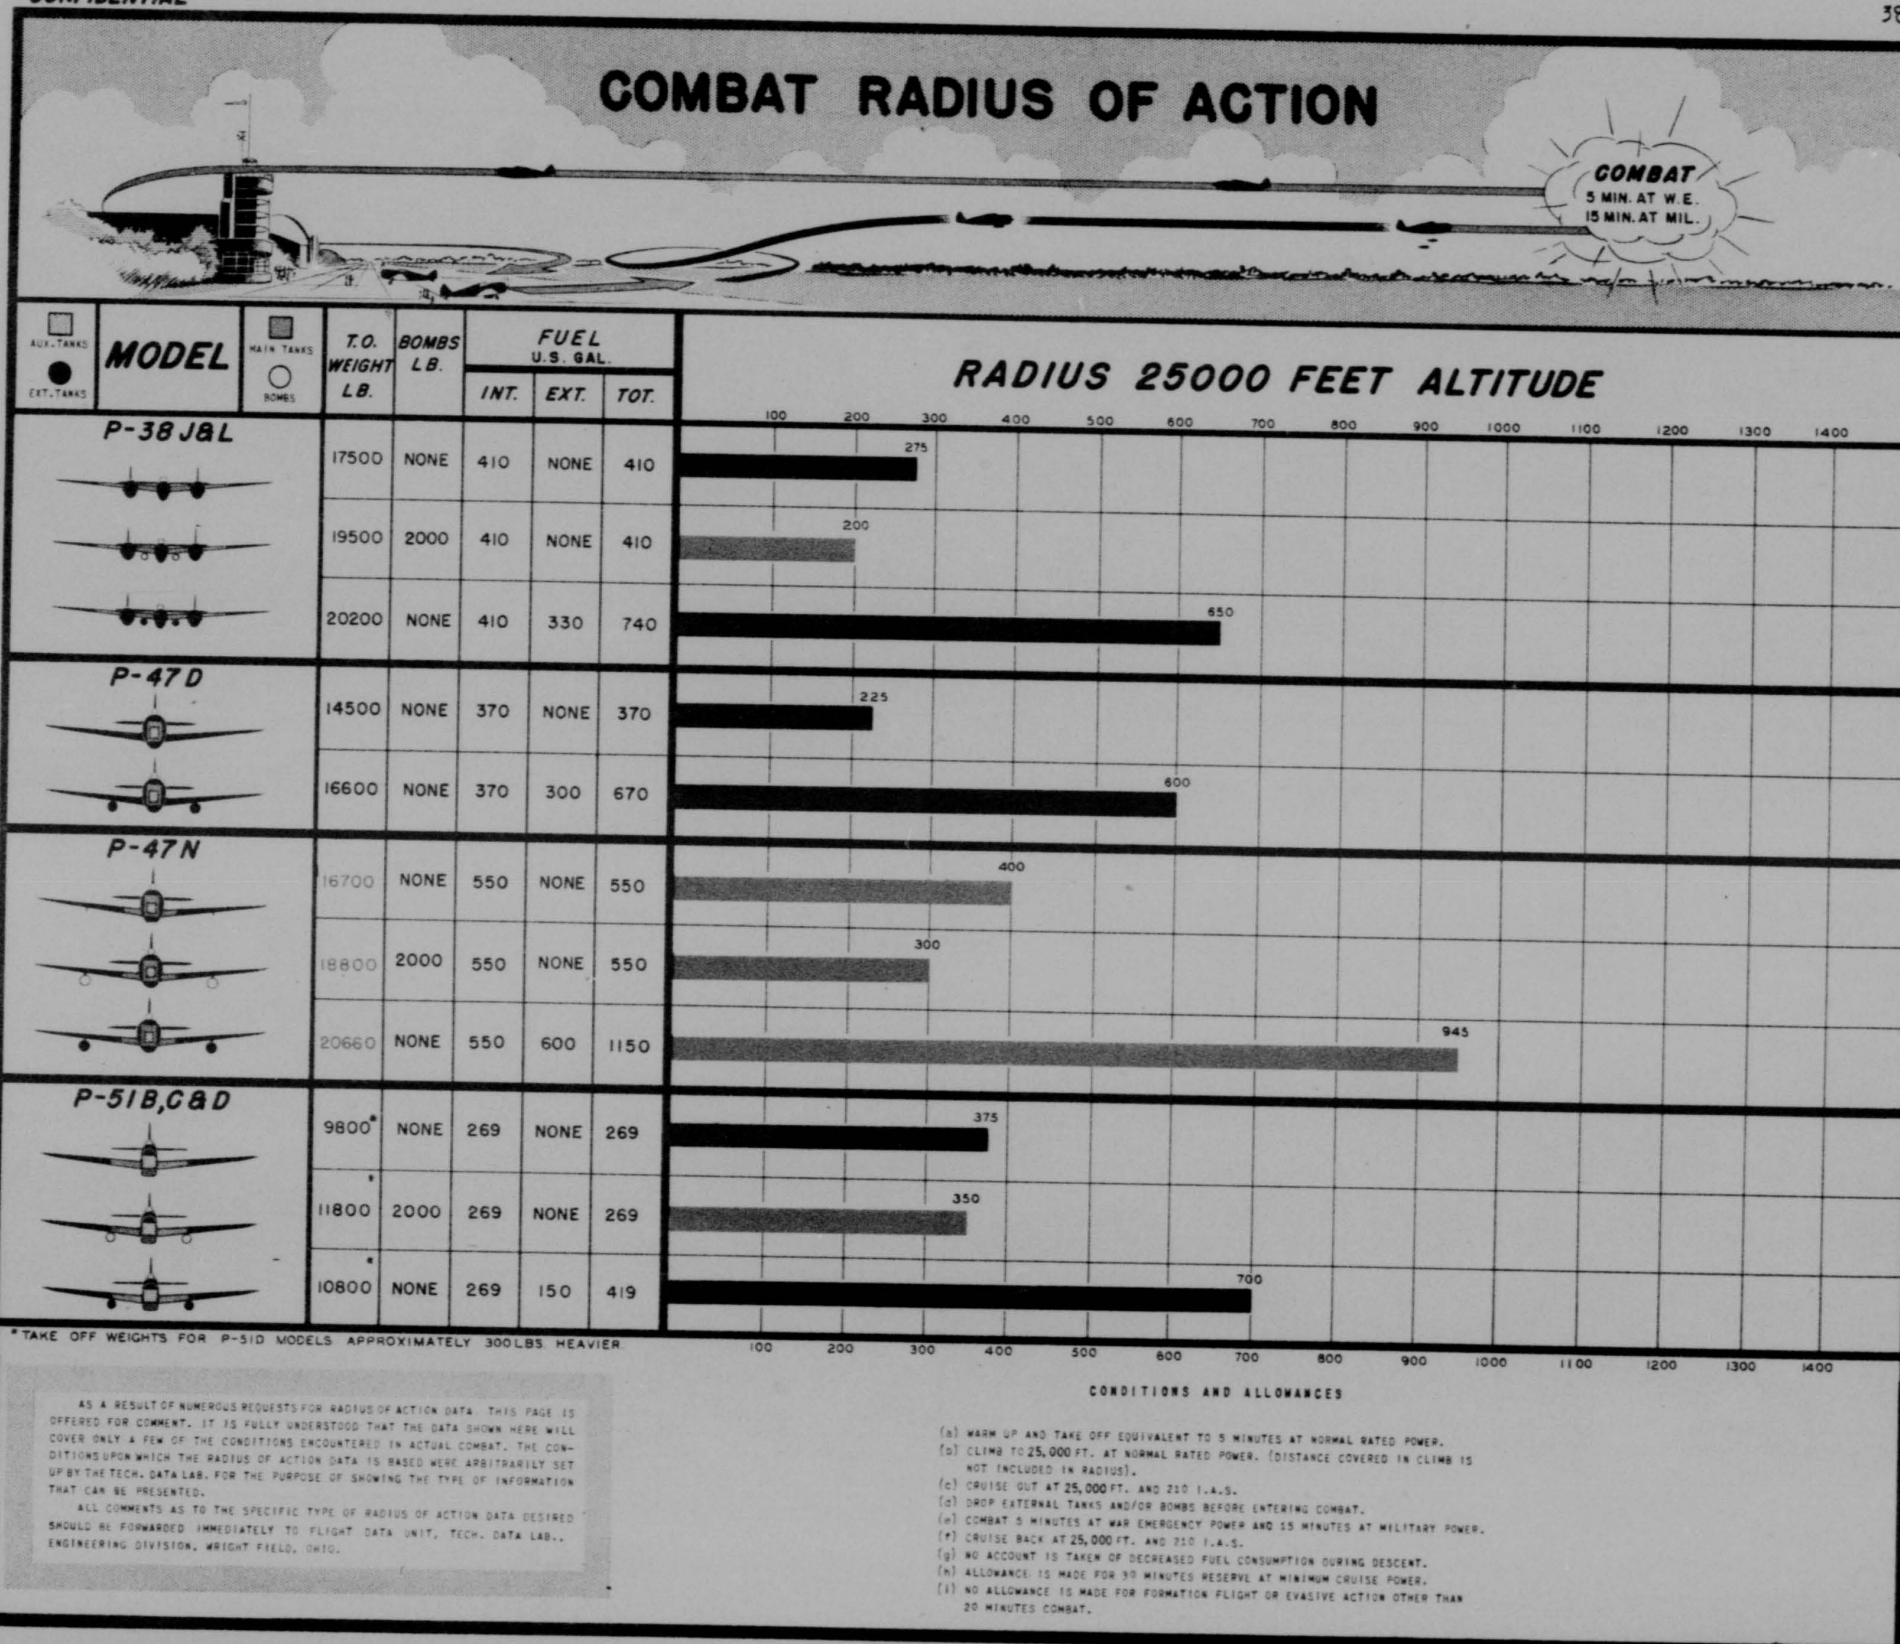 CONFIDENTIAL
38
COMBAT RADIUS OF ACTION
COMBAT
5 MIN. AT W.E.
15 MIN. AT MIL.
AUX.TANKS
EXT.TANKS
MODEL
MAIN TANKS
BOMBS
T.O. WEIGHT LB.
BOMBS LB.
FUEL
U.S. GAL.
INT. EXT. TOT.
RADIUS 25000 FEET ALTITUDE
100 200 300 400 500 600 700 800 900 1000 1100 1200 1300 1400
P-38 J&L
17500 NONE 410 NONE 410 275
19500 2000 410 NONE 410 200
20200 NONE 410 330 740 650
P-47D
14500 NONE 370 NONE 370 225
16600 NONE 370 300 670 600
P-47N
16700 NONE 550 NONE 550 400
18800 2000 550 NONE 550 300
20660 NONE 550 600 1150 945
P-51B,C&D
9800* NONE 269 NONE 269 375
11800* 2000 269 NONE 269 350
10800* NONE 269 150 419 700
*TAKE OFF WEIGHTS FOR P-51D MODELS APPROXIMATELY 300LBS. HEAVIER.
100 200 300 400 500 600 700 800 900 1000 1100 1200 1300 1400
AS A RESULT OF NUMEROUS REQUESTS FOR RADIUS OF ACTION DATA, THIS PAGE IS
OFFERED FOR COMMENT. IT IS FULLY UNDERSTOOD THAT THE DATA SHOWN HERE WILL
COVER ONLY A FEW OF THE CONDITIONS ENCOUNTERED IN ACTUAL COMBAT. THE CON-
DITIONS UPON WHICH THE RADIUS OF ACTION DATA IS BASED WERE ARBITRARILY SET
UP BY THE TECH. DATA LAB. FOR THE PURPOSE OF SHOWING THE TYPE OF INFORMATION
THAT CAN BE PRESENTED.
ALL COMMENTS AS TO THE SPECIFIC TYPE OF RADIUS OF ACTION DATA DESIRED
SHOULD BE FORWARDED IMMEDIATELY TO FLIGHT DATA UNIT, TECH. DATA LAB.,
ENGINEERING DIVISION, WRIGHT FIELD, OHIO.
CONDITIONS AND ALLOWANCES
(a) WARM UP AND TAKE OFF EQUIVALENT TO 5 MINUTES AT NORMAL RATED POWER.
(b) CLIMB TO 25,000 FT. AT NORMAL RATED POWER. (DISTANCE COVERED IN CLIMB IS
NOT INCLUDED IN RADIUS).
(c) CRUISE OUT AT 25,000 FT. AND 210 I.A.S.
(d) DROP EXTERNAL TANKS AND/OR BOMBS BEFORE ENTERING COMBAT.
(e) COMBAT 5 MINUTES AT WAR EMERGENCY POWER AND 15 MINUTES AT MILITARY POWER.
(f) CRUISE BACK AT 25,000 FT. AND 210 I.A.S.
(g) NO ACCOUNT IS TAKEN OF DECREASED FUEL CONSUMPTION DURING DESCENT.
(h) ALLOWANCE IS MADE FOR 30 MINUTES RESERVE AT MINIMUM CRUISE POWER.
(i) NO ALLOWANCE IS MADE FOR FORMATION FLIGHT OR EVASIVE ACTION OTHER THAN
20 MINUTES COMBAT.